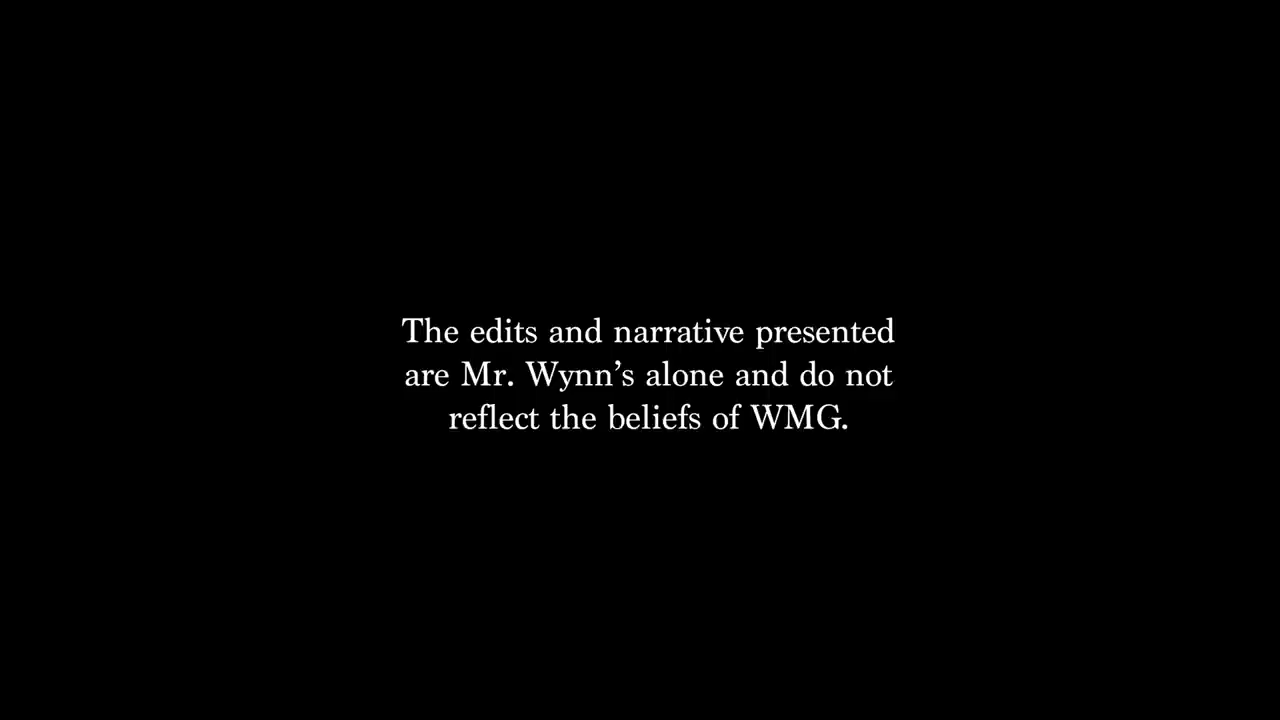 The edits and narrative presented
are Mr. Wynn’s alone and do not
reflect the beliefs of WMG.